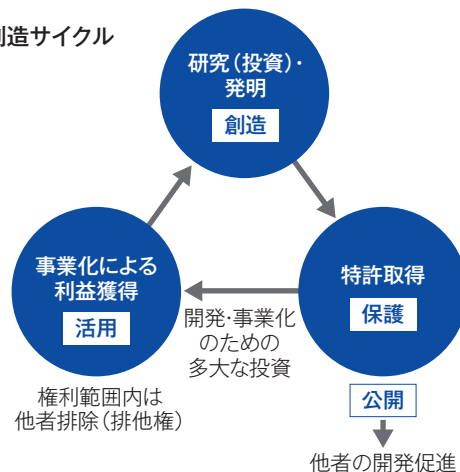 創造サイクル
研究(投資)・
発明
創造
事業化による
利益獲得
活用
特許取得
保護
開発・事業化
のための
多大な投資
権利範囲内は
他者排除(排他権)
公開
他者の開発促進